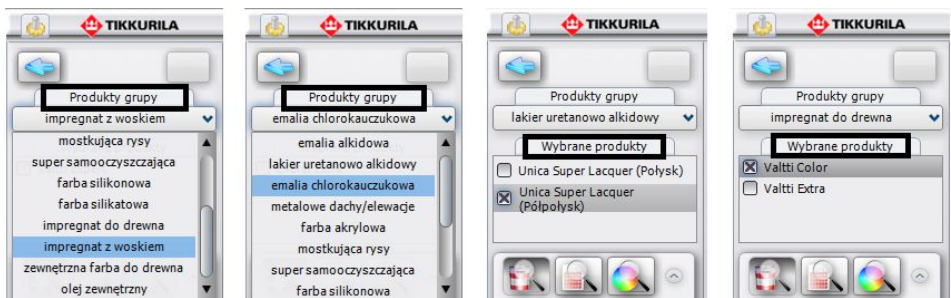 TIKKURILA
Produkty grupy
impregnat z woskiem
mostkująca rysy
super samooczyszczająca
farba silikonowa
farba silikatowa
impregnat do drewna
impregnat z woskiem
zewnętrzna farba do drewna
olej zewnętrzny
TIKKURILA
Produkty grupy
emalia chlorokauczukowa
emalia alkidowa
lakier uretanowo alkidowy
emalia chlorokauczukowa
metalowe dachy/elewacje
farba akrylowa
mostkująca rysy
super samooczyszczająca
farba silikonowa
TIKKURILA
Produkty grupy
lakier uretanowo alkidowy
Wybrane produkty
Unica Super Lacquer (Połysk)
Unica Super Lacquer
(Półpołysk)
TIKKURILA
Produkty grupy
impregnat do drewna
Wybrane produkty
Valtti Color
Valtti Extra